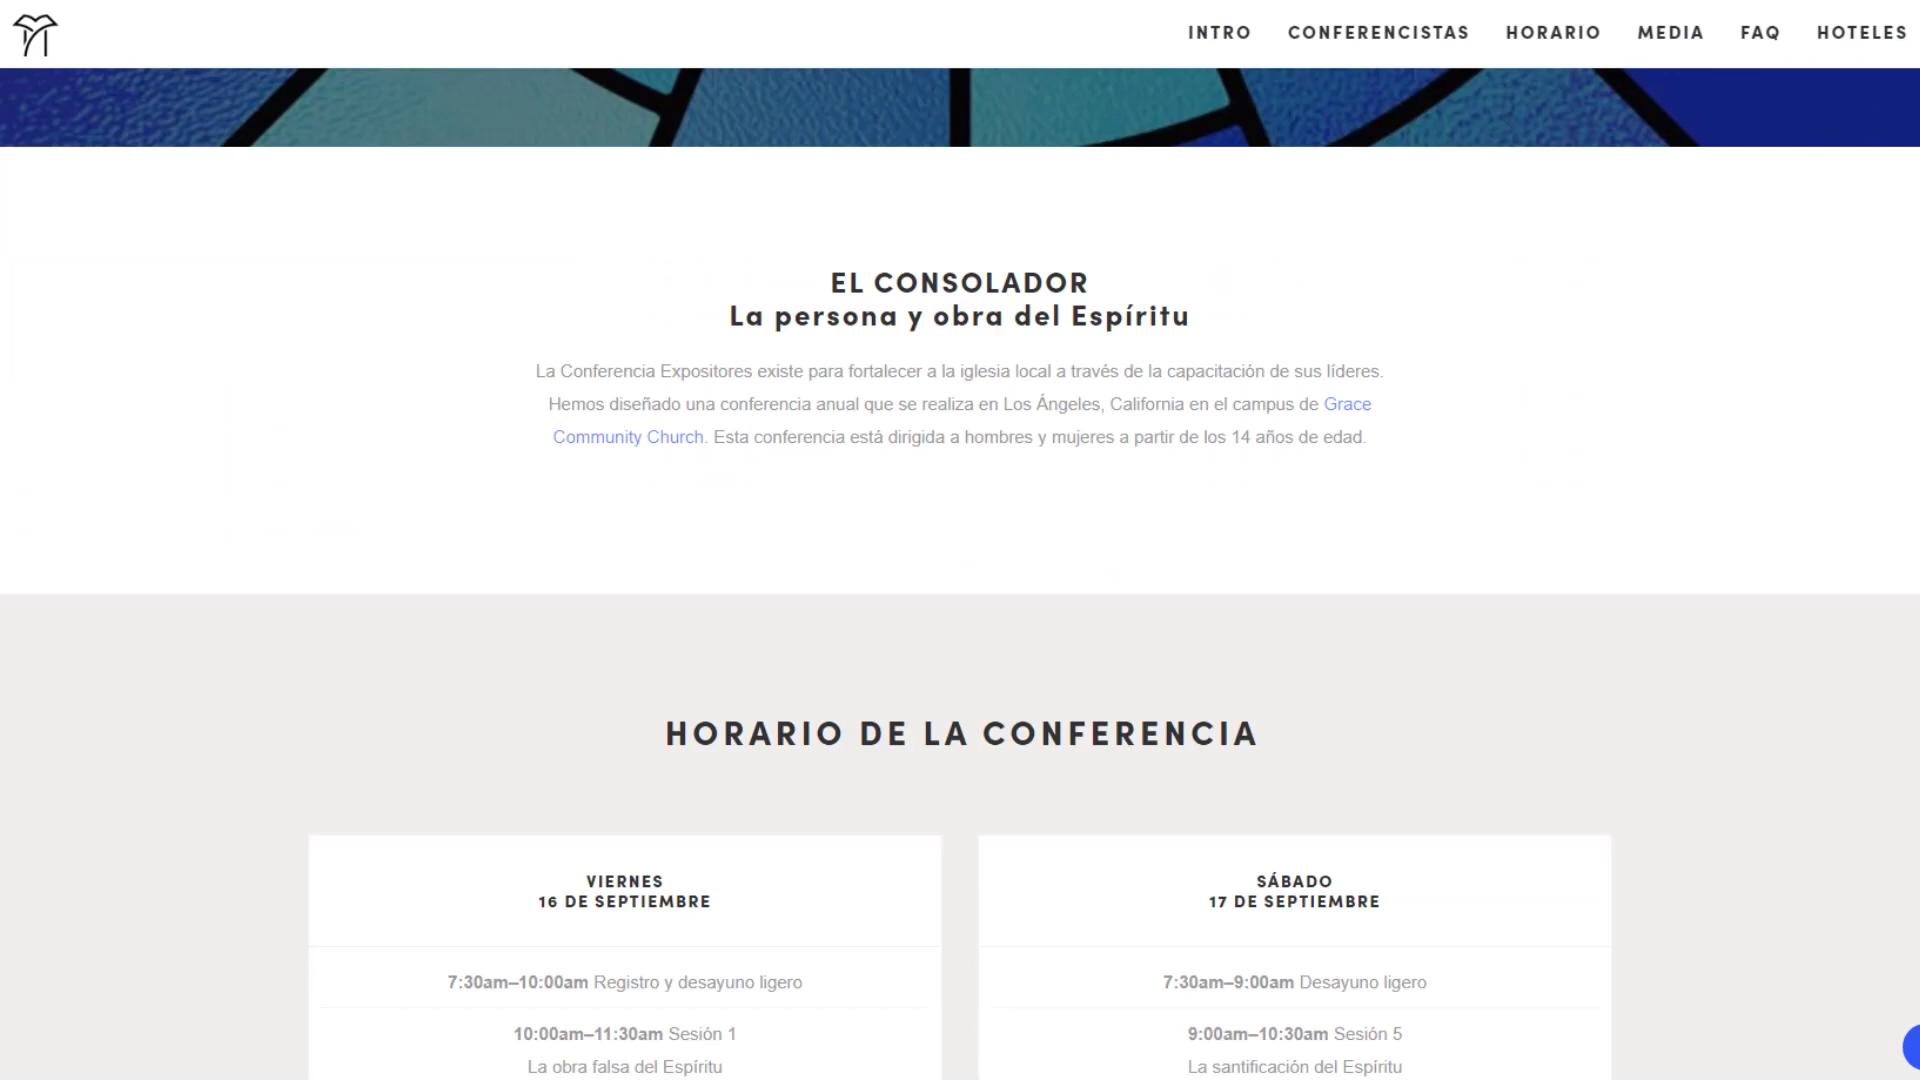 INTRO CONFERENCISTAS HORARIO MEDIA FAQ HOTELES
EL CONSOLADOR
La persona y obra del Espíritu
La Conferencia Expositores existe para fortalecer a la iglesia local a través de la capacitación de sus líderes.
Hemos diseñado una conferencia anual que se realiza en Los Ángeles, California en el campus de Grace
Community Church. Esta conferencia está dirigida a hombres y mujeres a partir de los 14 años de edad.
HORARIO DE LA CONFERENCIA
VIERNES
16 DE SEPTIEMBRE
7:30am–10:00am Registro y desayuno ligero
10:00am–11:30am Sesión 1
La obra falsa del Espíritu
SÁBADO
17 DE SEPTIEMBRE
7:30am–9:00am Desayuno ligero
9:00am–10:30am Sesión 5
La santificación del Espíritu